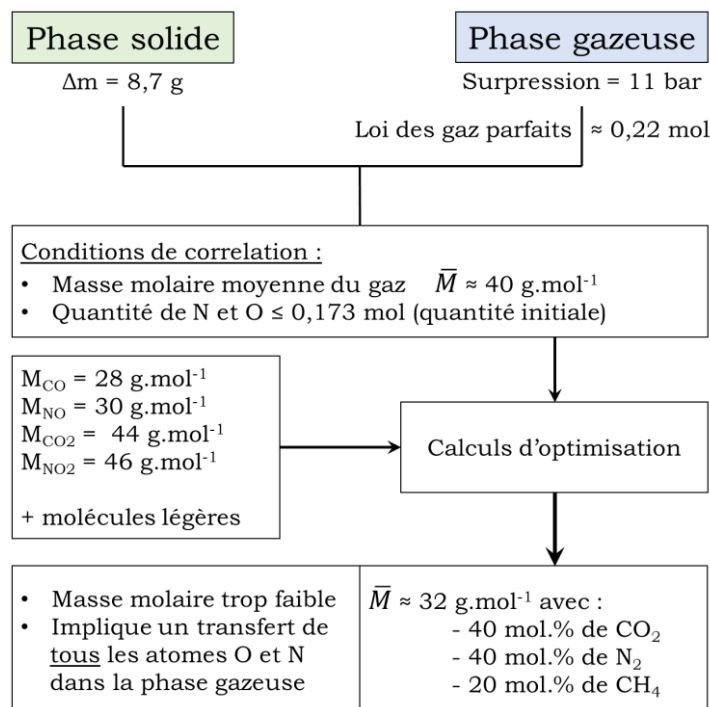 Phase solide
Δm = 8,7 g
Phase gazeuse
Surpression = 11 bar
Loi des gaz parfaits ≈ 0,22 mol
Conditions de correlation :
• Masse molaire moyenne du gaz M̅ ≈ 40 g.mol⁻¹
• Quantité de N et O ≤ 0,173 mol (quantité initiale)
M_CO = 28 g.mol⁻¹
M_NO = 30 g.mol⁻¹
M_CO2 = 44 g.mol⁻¹
M_NO2 = 46 g.mol⁻¹
+ molécules légères
Calculs d'optimisation
• Masse molaire trop faible
• Implique un transfert de
tous les atomes O et N
dans la phase gazeuse
M̅ ≈ 32 g.mol⁻¹ avec :
- 40 mol.% de CO₂
- 40 mol.% de N₂
- 20 mol.% de CH₄